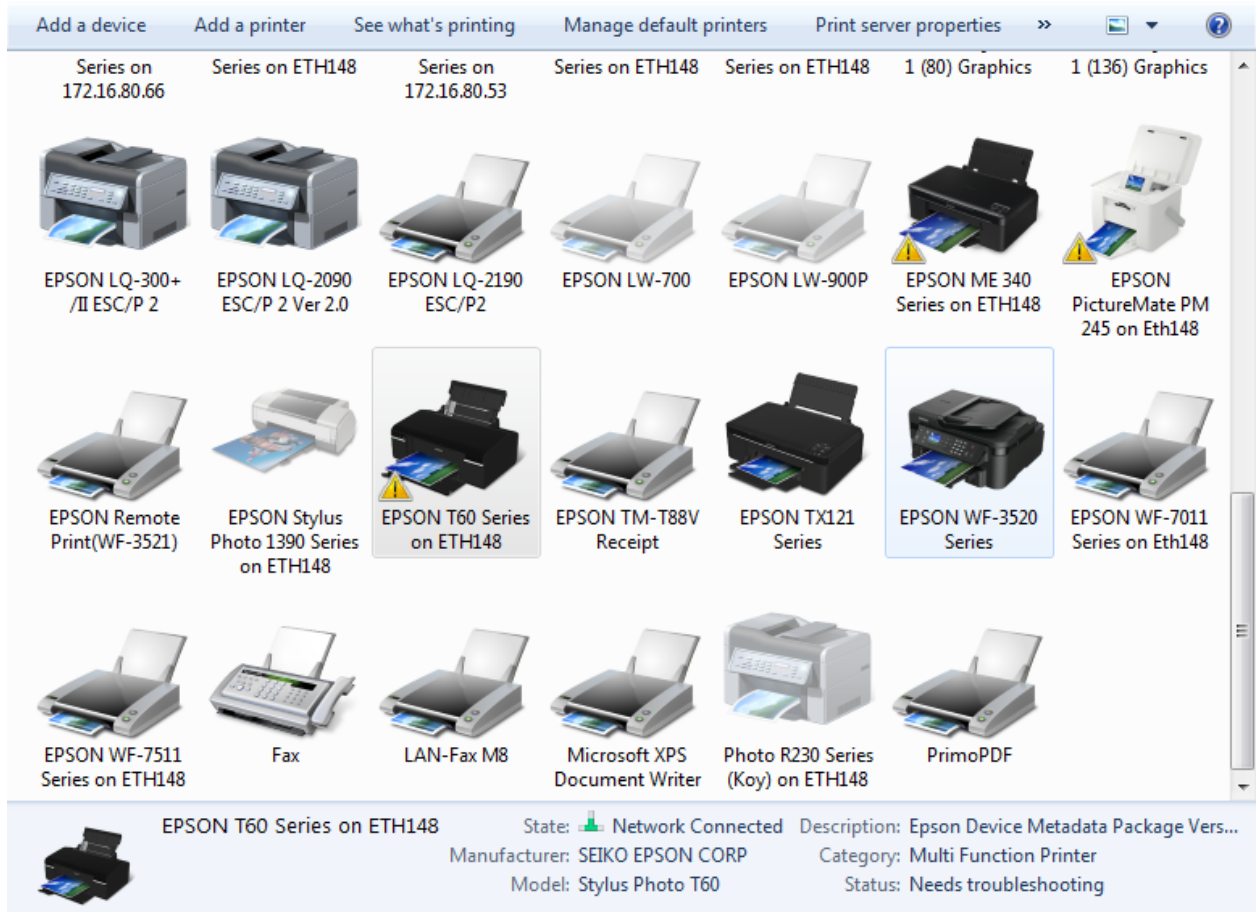 Add a device Add a printer See what's printing Manage default printers Print server properties »
Series on Series on ETH148 Series on Series on ETH148 Series on ETH148 1 (80) Graphics 1 (136) Graphics
172.16.80.66 172.16.80.53
EPSON LQ-300+ EPSON LQ-2090 EPSON LQ-2190 EPSON LW-700 EPSON LW-900P EPSON ME 340 EPSON
/II ESC/P 2 ESC/P 2 Ver 2.0 ESC/P2 Series on ETH148 PictureMate PM
245 on Eth148
EPSON Remote EPSON Stylus EPSON T60 Series EPSON TM-T88V EPSON TX121 EPSON WF-3520 EPSON WF-7011
Print(WF-3521) Photo 1390 Series on ETH148 Receipt Series Series Series on Eth148
on ETH148
EPSON WF-7511 Fax LAN-Fax M8 Microsoft XPS Photo R230 Series PrimoPDF
Series on ETH148 Document Writer (Koy) on ETH148
EPSON T60 Series on ETH148 State: Network Connected Description: Epson Device Metadata Package Vers...
Manufacturer: SEIKO EPSON CORP Category: Multi Function Printer
Model: Stylus Photo T60 Status: Needs troubleshooting